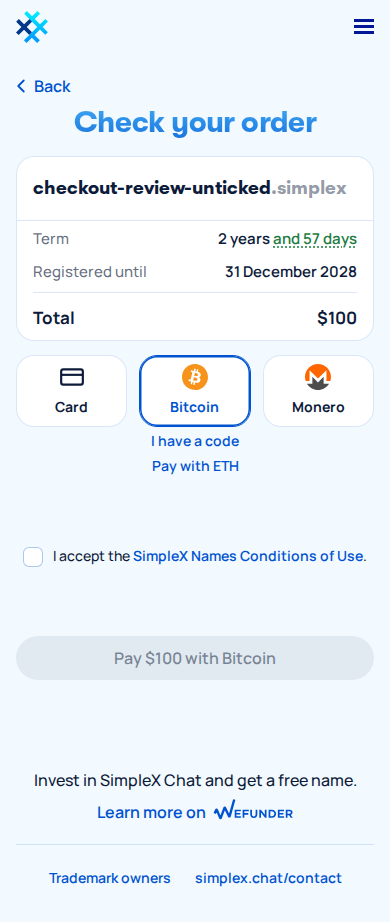 Back
Check your order
checkout-review-unticked.simplex
Term 2 years and 57 days
Registered until 31 December 2028
Total $100
Card Bitcoin Monero
I have a code
Pay with ETH
I accept the SimpleX Names Conditions of Use.
Pay $100 with Bitcoin
Invest in SimpleX Chat and get a free name.
Learn more on WEFUNDER
Trademark owners simplex.chat/contact